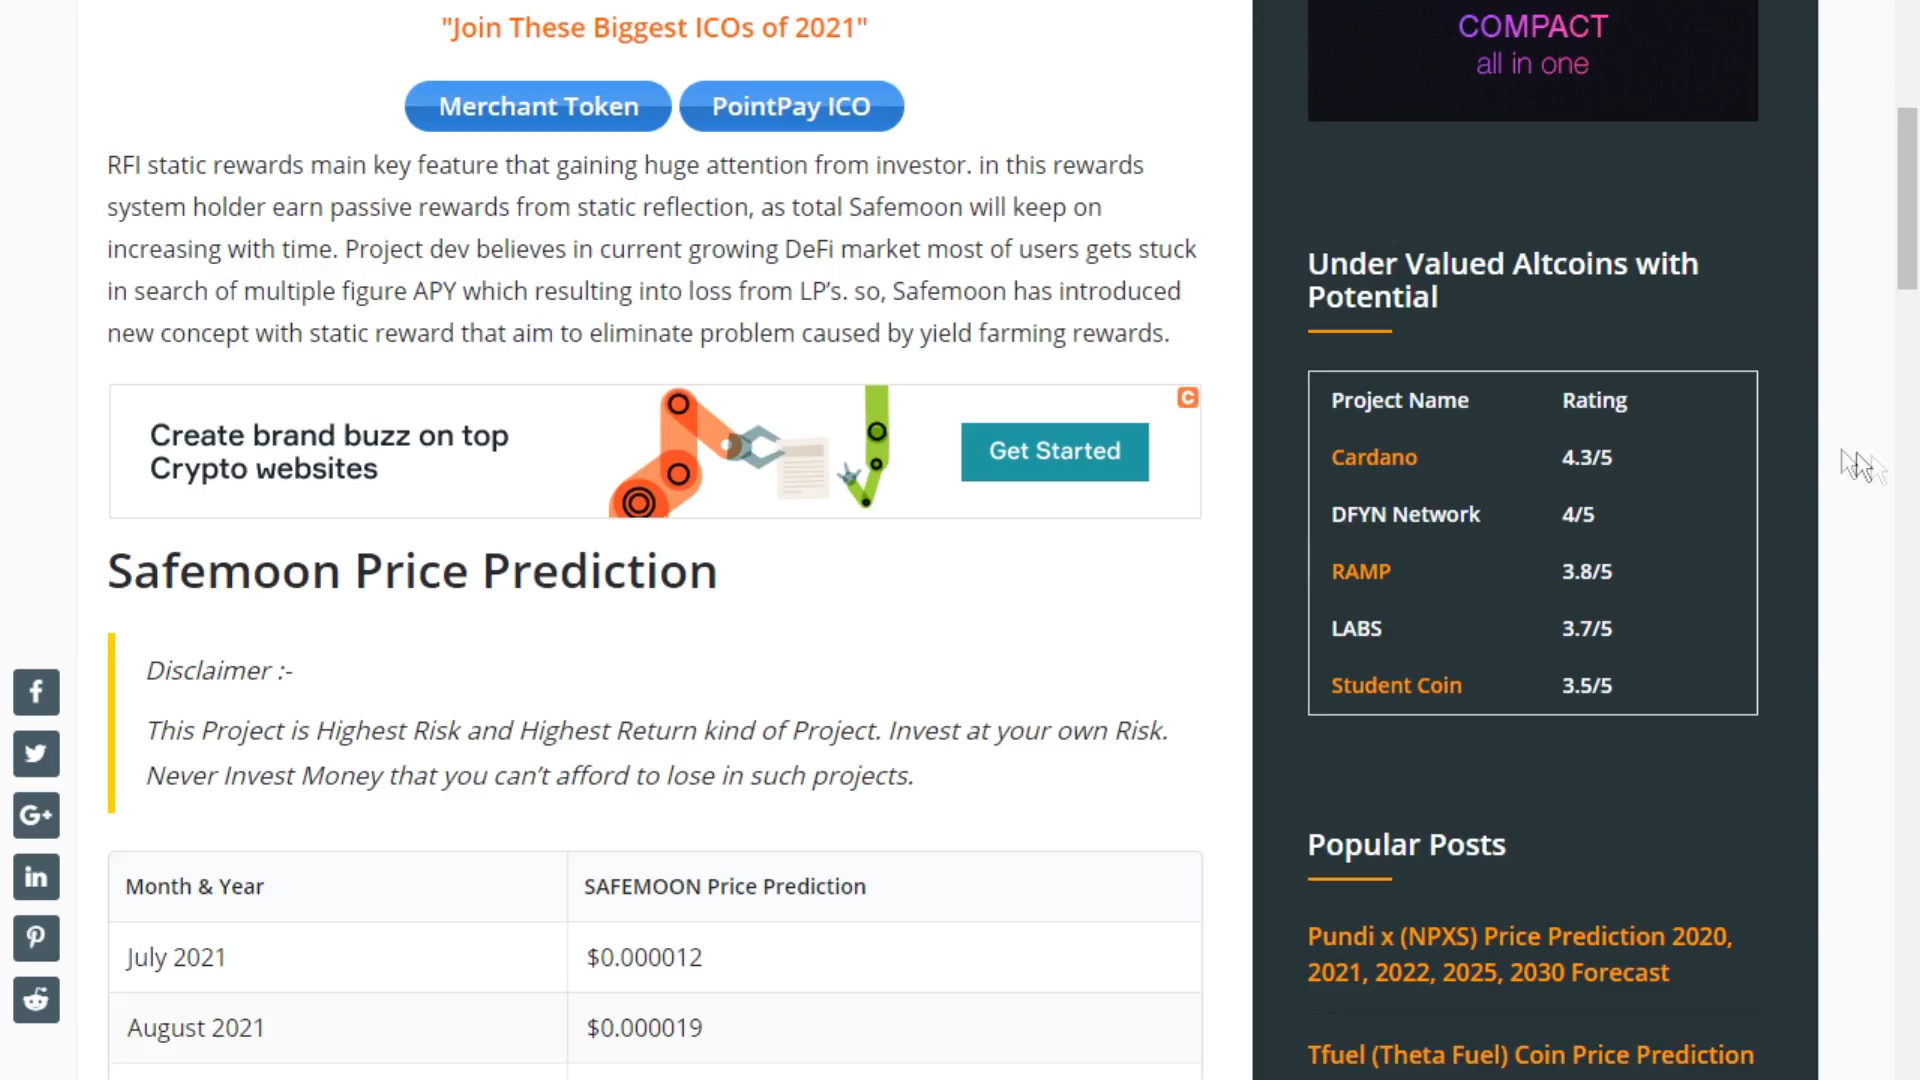 "Join These Biggest ICOs of 2021"
Merchant Token
PointPay ICO
RFI static rewards main key feature that gaining huge attention from investor. in this rewards
system holder earn passive rewards from static reflection, as total Safemoon will keep on
increasing with time. Project dev believes in current growing DeFi market most of users gets stuck
in search of multiple figure APY which resulting into loss from LP’s. so, Safemoon has introduced
new concept with static reward that aim to eliminate problem caused by yield farming rewards.
Create brand buzz on top
Crypto websites
Get Started
C
Safemoon Price Prediction
Disclaimer :-
This Project is Highest Risk and Highest Return kind of Project. Invest at your own Risk.
Never Invest Money that you can’t afford to lose in such projects.
Month & Year SAFEMOON Price Prediction
July 2021 $0.000012
August 2021 $0.000019
f
G+
in
COMPACT
all in one
Under Valued Altcoins with
Potential
Project Name Rating
Cardano 4.3/5
DFYN Network 4/5
RAMP 3.8/5
LABS 3.7/5
Student Coin 3.5/5
Popular Posts
Pundi x (NPXS) Price Prediction 2020,
2021, 2022, 2025, 2030 Forecast
Tfuel (Theta Fuel) Coin Price Prediction